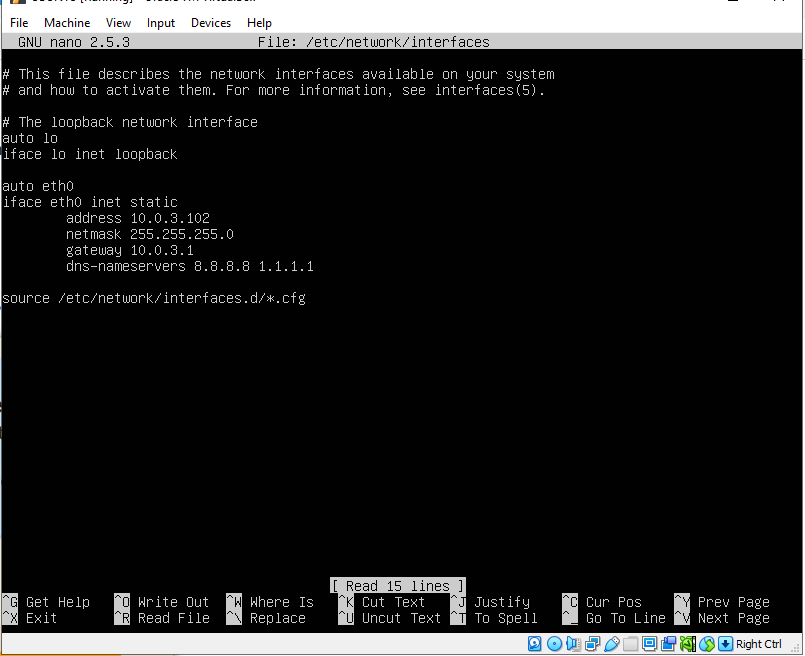 File Machine View Input Devices Help
GNU nano 2.5.3 File: /etc/network/interfaces
# This file describes the network interfaces available on your system
# and how to activate them. For more information, see interfaces(5).
# The loopback network interface
auto lo
iface lo inet loopback
auto eth0
iface eth0 inet static
address 10.0.3.102
netmask 255.255.255.0
gateway 10.0.3.1
dns-nameservers 8.8.8.8 1.1.1.1
source /etc/network/interfaces.d/*.cfg
[ Read 15 lines ]
^G Get Help ^O Write Out ^W Where Is ^K Cut Text ^J Justify ^C Cur Pos ^Y Prev Page
^X Exit ^R Read File ^\ Replace ^U Uncut Text ^T To Spell ^_ Go To Line ^V Next Page
Right Ctrl